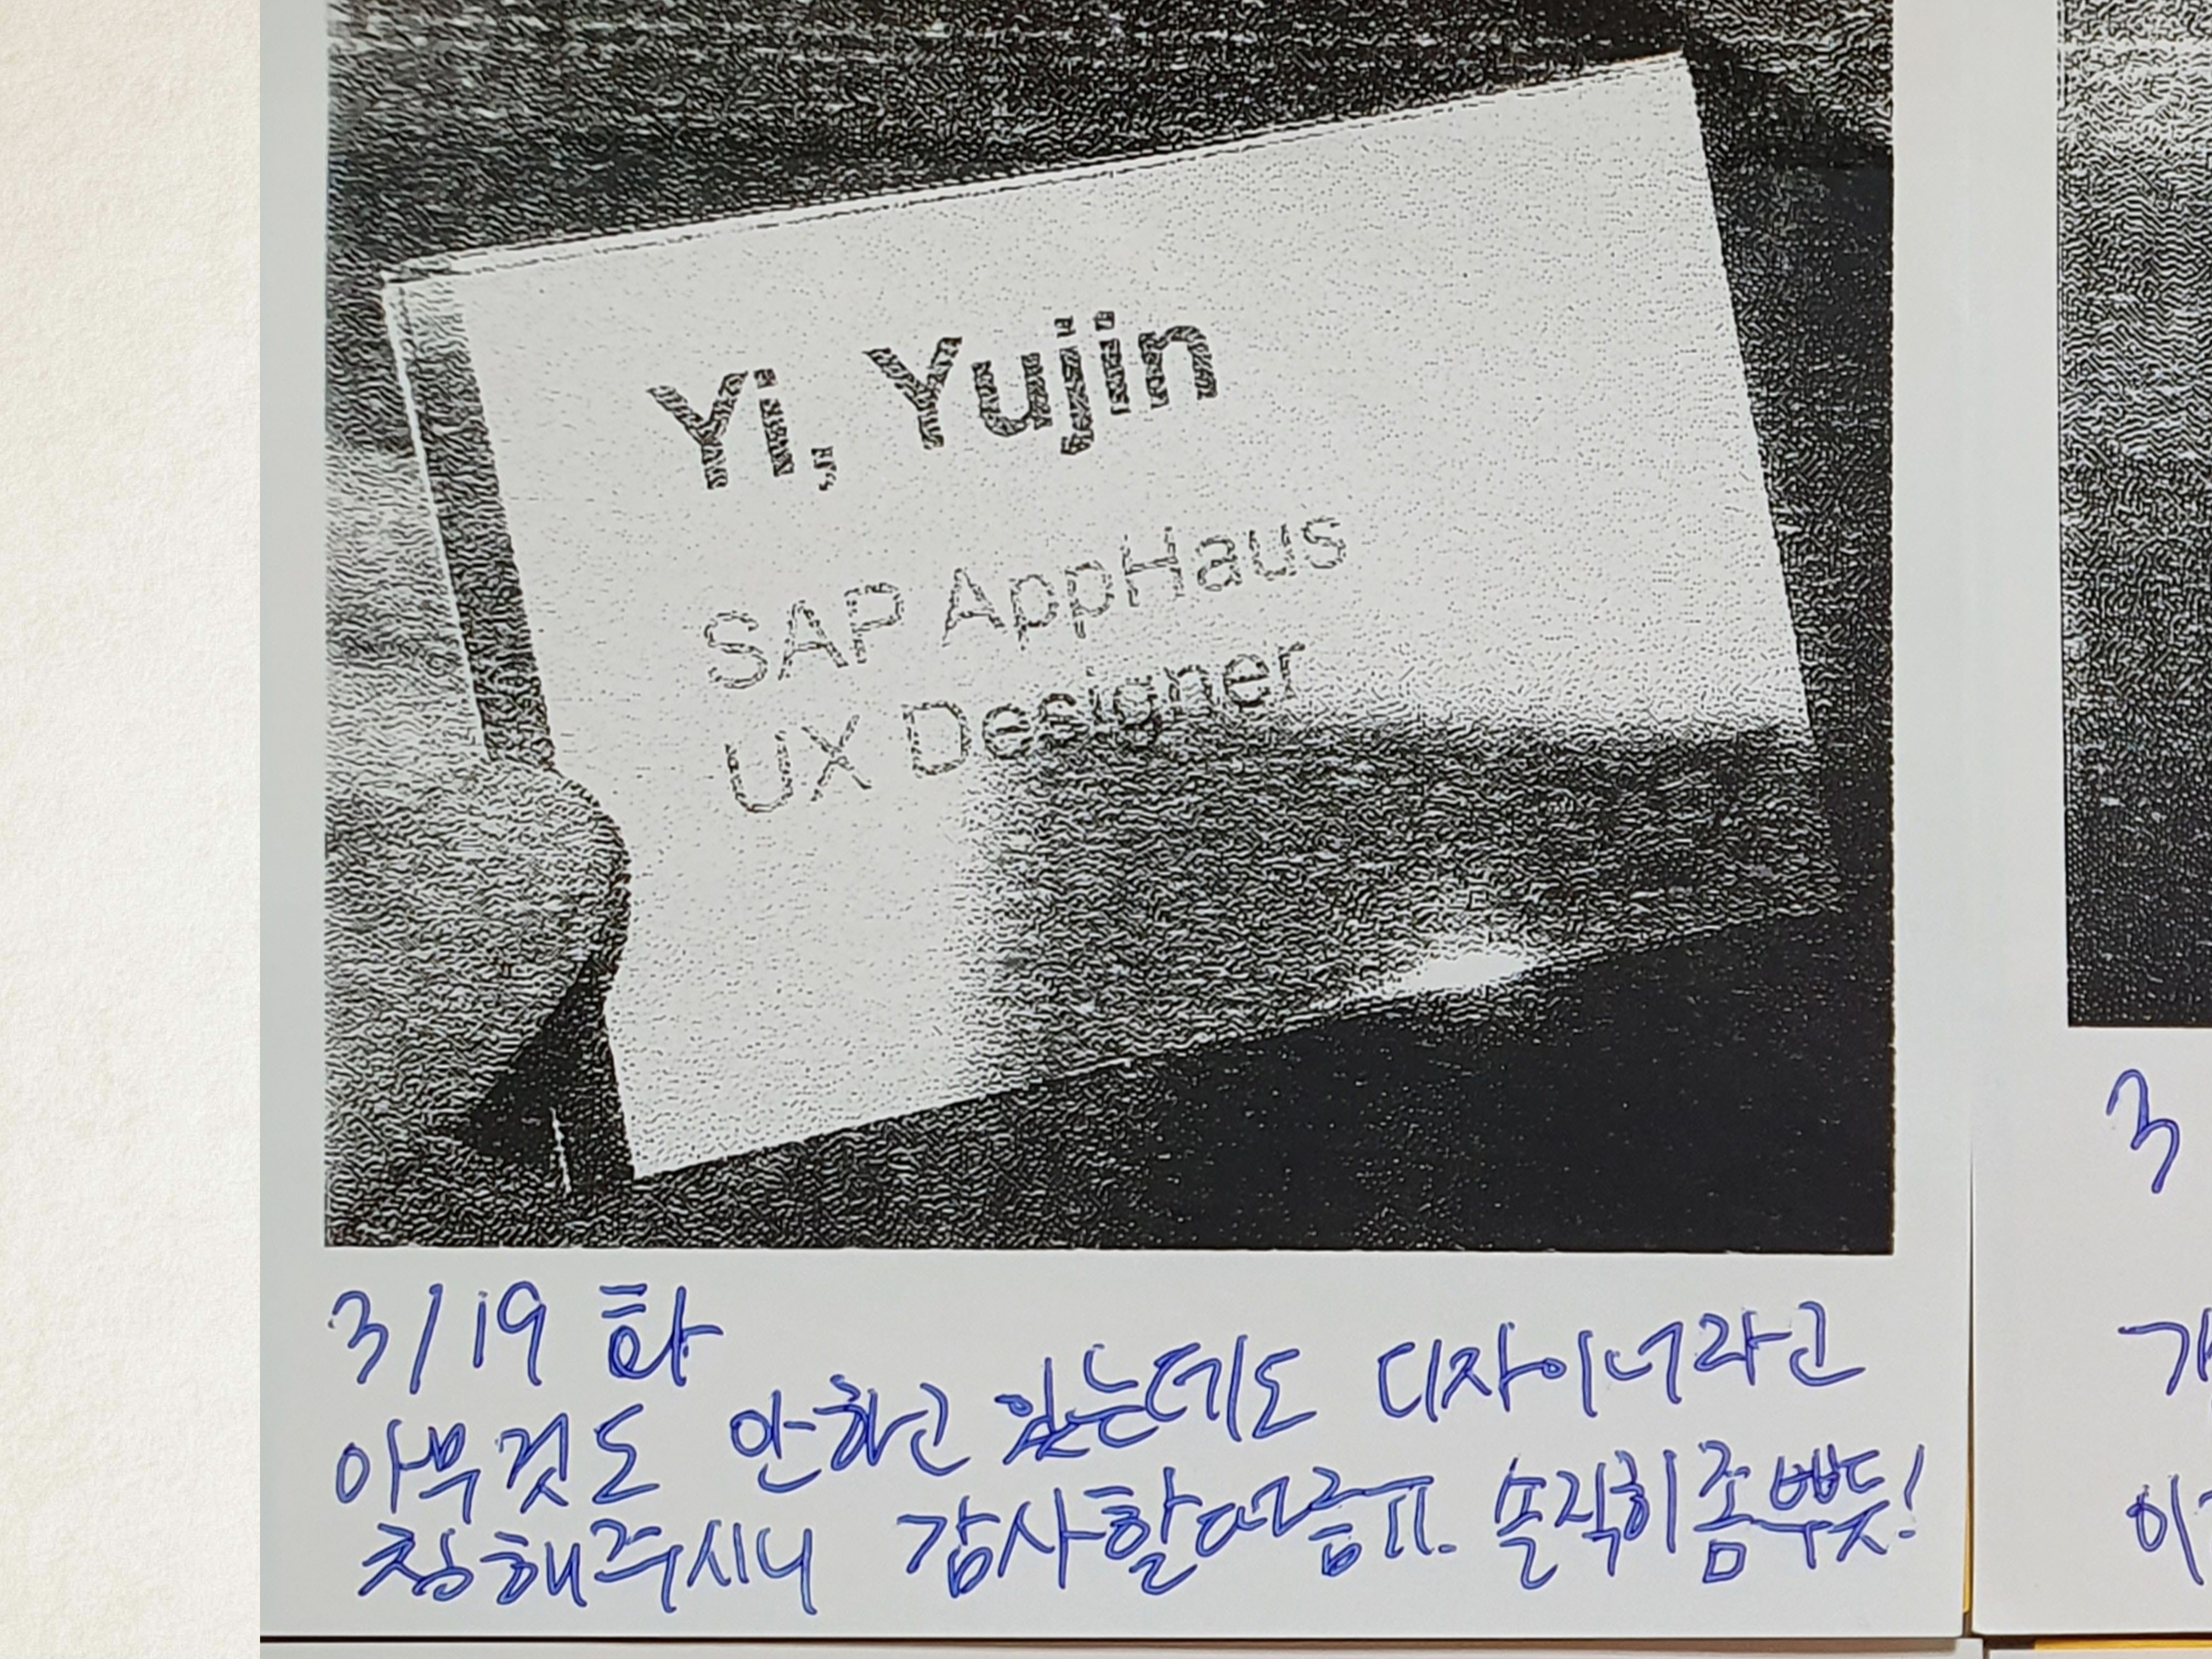 Yi, Yujin
SAP AppHaus
UX Designer
3/19 화
아무것도 안하고 있는데도 디자이너라고
칭해주시니 감사할따름ㅠ. 솔직히 좀 뿌듯!
3